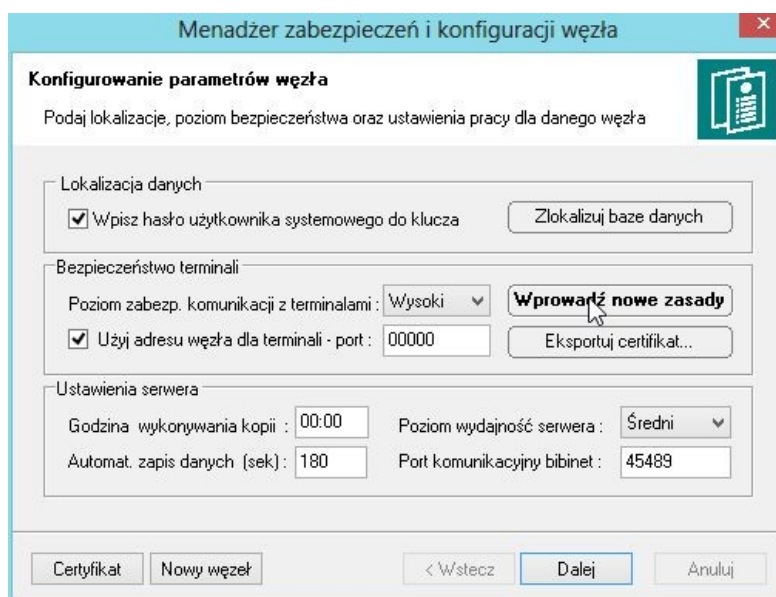 Menadżer zabezpieczeń i konfiguracji węzła
Konfigurowanie parametrów węzła
Podaj lokalizacje, poziom bezpieczeństwa oraz ustawienia pracy dla danego węzła
Lokalizacja danych
Wpisz hasło użytkownika systemowego do klucza
Zlokalizuj baze danych
Bezpieczeństwo terminali
Poziom zabezp. komunikacji z terminalami : Wysoki
Wprowadź nowe zasady
Użyj adresu węzła dla terminali - port : 00000
Eksportuj certifikat...
Ustawienia serwera
Godzina wykonywania kopii : 00:00
Poziom wydajność serwera : Średni
Automat. zapis danych (sek) : 180
Port komunikacyjny bibinet : 45489
Certyfikat
Nowy węzeł
< Wstecz
Dalej
Anuluj